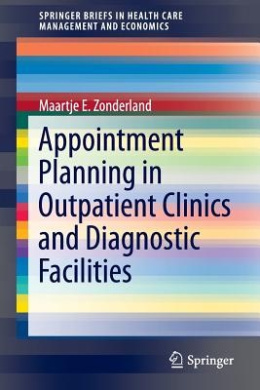 SPRINGER BRIEFS IN HEALTH CARE
MANAGEMENT AND ECONOMICS
Maartje E. Zonderland
Appointment
Planning in
Outpatient Clinics
and Diagnostic
Facilities
Springer